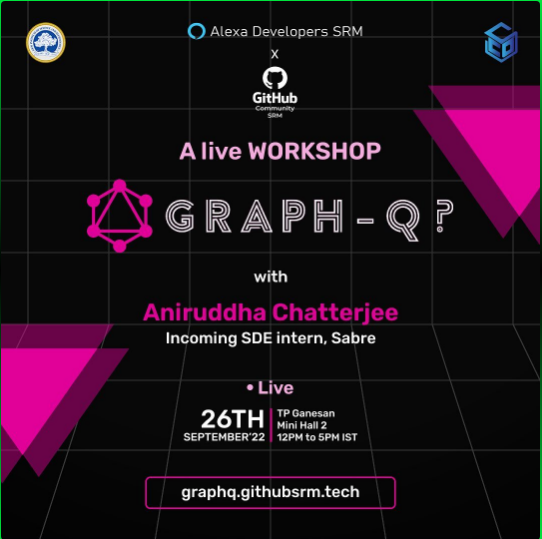 Alexa Developers SRM
X
GitHub
Community
SRM
A live WORKSHOP
GRAPH-Q?
with
Aniruddha Chatterjee
Incoming SDE intern, Sabre
• Live
26TH
SEPTEMBER'22
TP Ganesan
Mini Hall 2
12PM to 5PM IST
graphq.githubsrm.tech